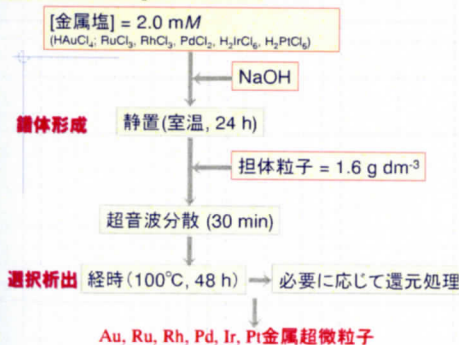 [金属塩] = 2.0 mM
(HAuCl₄; RuCl₃, RhCl₃, PdCl₂, H₂IrCl₆, H₂PtCl₆)
NaOH
錯体形成 静置(室温, 24 h)
担体粒子 = 1.6 g dm⁻³
超音波分散 (30 min)
選択析出 経時(100℃, 48 h) 必要に応じて還元処理
Au, Ru, Rh, Pd, Ir, Pt金属超微粒子